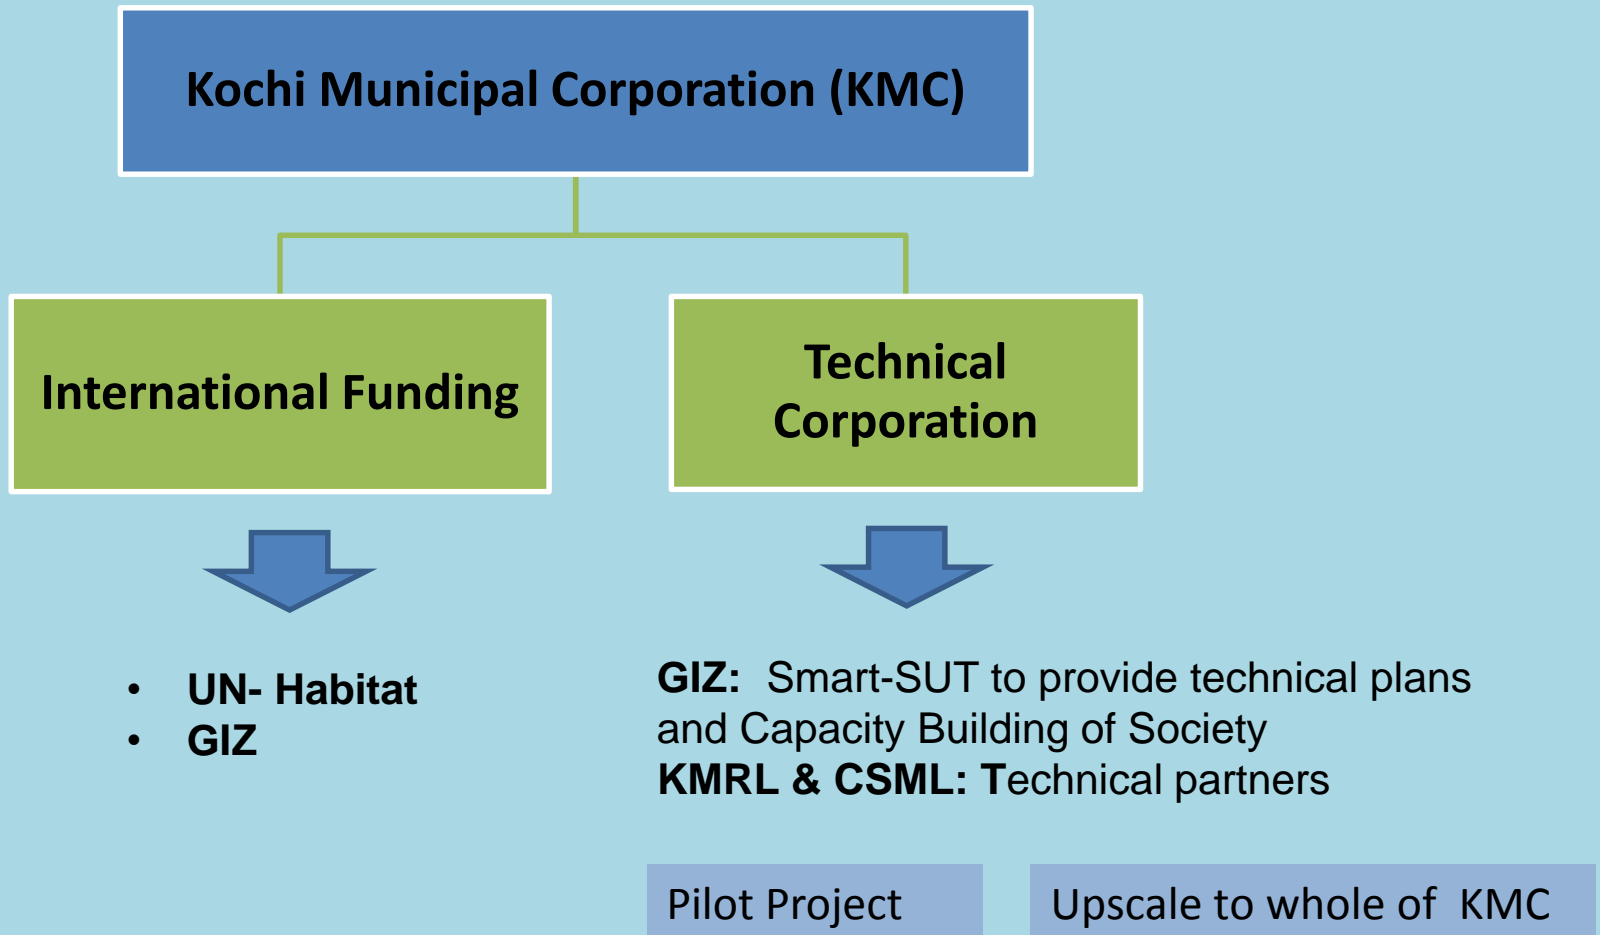 Kochi Municipal Corporation (KMC)
International Funding
Technical
Corporation
• UN- Habitat
• GIZ
GIZ: Smart-SUT to provide technical plans
and Capacity Building of Society
KMRL & CSML: Technical partners
Pilot Project
Upscale to whole of KMC